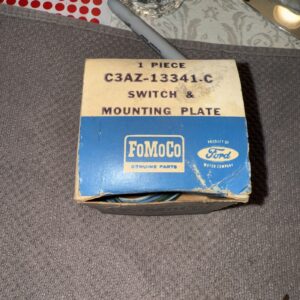 1 PIECE
C3AZ-13341-C
SWITCH &
MOUNTING PLATE
FoMoCo
GENUINE PARTS
PRODUCT OF
Ford
MOTOR COMPANY